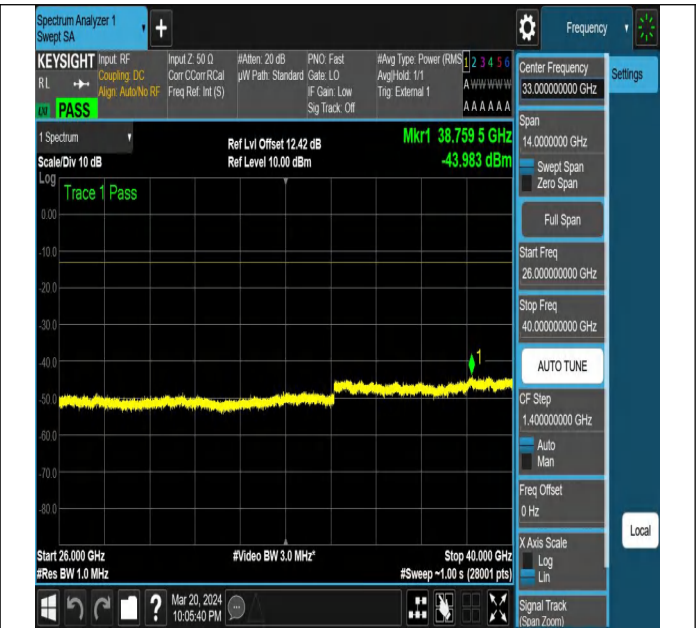 Spectrum Analyzer 1
Swept SA
+
Frequency
KEYSIGHT
RL
PASS
Input: RF
Coupling: DC
Align: Auto/No RF
Input Z: 50 Ω
Corr CCorr RCal
Freq Ref: Int (S)
#Atten: 20 dB
µW Path: Standard
PNO: Fast
Gate: LO
IF Gain: Low
Sig Track: Off
#Avg Type: Power (RMS
Avg|Hold: 1/1
Trig: External 1
1 2 3 4 5 6
A W W W W W
A A A A A A
1 Spectrum
Scale/Div 10 dB
Ref Lvl Offset 12.42 dB
Ref Level 10.00 dBm
Mkr1 38.759 5 GHz
-43.983 dBm
Log
Trace 1 Pass
0.00
-10.0
-20.0
-30.0
-40.0
-50.0
-60.0
-70.0
-80.0
1
Start 26.000 GHz
#Res BW 1.0 MHz
#Video BW 3.0 MHz*
Stop 40.000 GHz
#Sweep ~1.00 s (28001 pts)
?
Mar 20, 2024
10:05:40 PM
Center Frequency
33.000000000 GHz
Settings
Span
14.0000000 GHz
Swept Span
Zero Span
Full Span
Start Freq
26.000000000 GHz
Stop Freq
40.000000000 GHz
AUTO TUNE
CF Step
1.400000000 GHz
Auto
Man
Freq Offset
0 Hz
Local
X Axis Scale
Log
Lin
Signal Track
(Span Zoom)